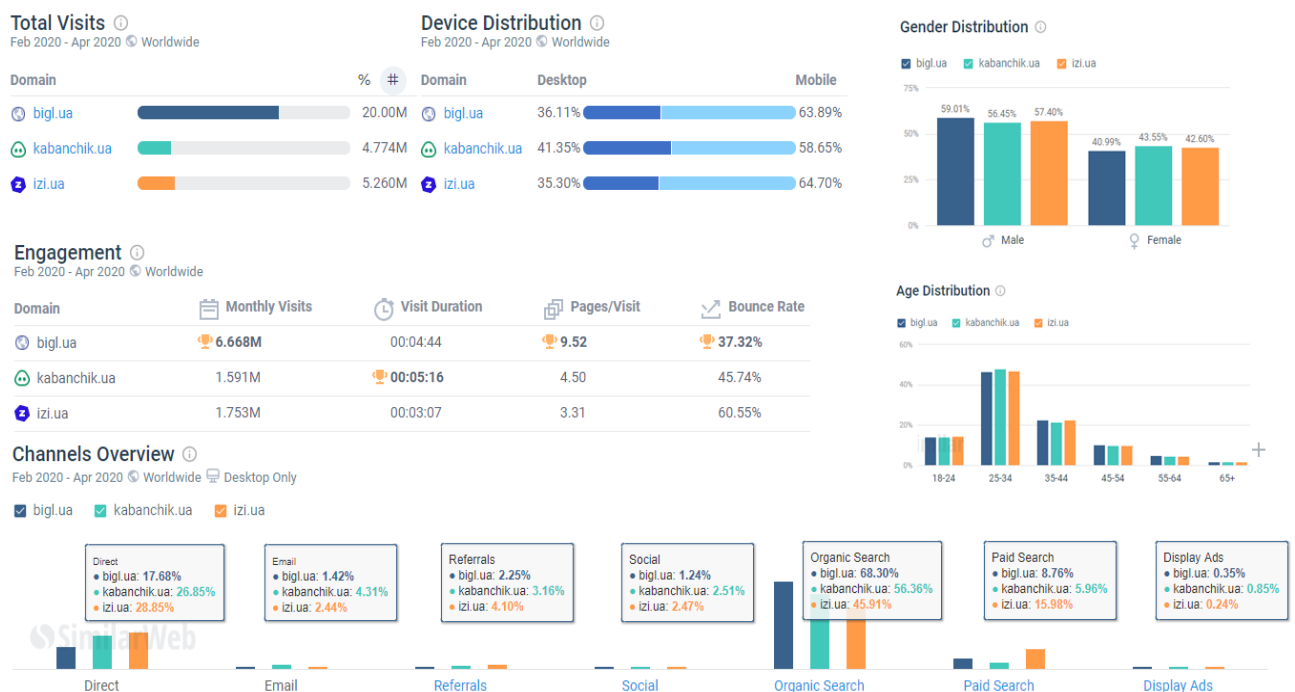 Total Visits
Feb 2020 - Apr 2020 Worldwide
Domain % #
bigl.ua 20.00M
kabanchik.ua 4.774M
izi.ua 5.260M
Device Distribution
Feb 2020 - Apr 2020 Worldwide
Domain Desktop Mobile
bigl.ua 36.11% 63.89%
kabanchik.ua 41.35% 58.65%
izi.ua 35.30% 64.70%
Gender Distribution
bigl.ua kabanchik.ua izi.ua
75%
59.01% 56.45% 57.40%
50%
40.99% 43.55% 42.60%
25%
0%
Male Female
Engagement
Feb 2020 - Apr 2020 Worldwide
Domain Monthly Visits Visit Duration Pages/Visit Bounce Rate
bigl.ua 6.668M 00:04:44 9.52 37.32%
kabanchik.ua 1.591M 00:05:16 4.50 45.74%
izi.ua 1.753M 00:03:07 3.31 60.55%
Age Distribution
bigl.ua kabanchik.ua izi.ua
60%
40%
20%
0%
18-24 25-34 35-44 45-54 55-64 65+
Channels Overview
Feb 2020 - Apr 2020 Worldwide Desktop Only
bigl.ua kabanchik.ua izi.ua
Direct
bigl.ua: 17.68%
kabanchik.ua: 26.85%
izi.ua: 28.85%
Email
bigl.ua: 1.42%
kabanchik.ua: 4.31%
izi.ua: 2.44%
Referrals
bigl.ua: 2.25%
kabanchik.ua: 3.16%
izi.ua: 4.10%
Social
bigl.ua: 1.24%
kabanchik.ua: 2.51%
izi.ua: 2.47%
Organic Search
bigl.ua: 68.30%
kabanchik.ua: 56.36%
izi.ua: 45.91%
Paid Search
bigl.ua: 8.76%
kabanchik.ua: 5.96%
izi.ua: 15.98%
Display Ads
bigl.ua: 0.35%
kabanchik.ua: 0.85%
izi.ua: 0.24%
SimilarWeb
Direct Email Referrals Social Organic Search Paid Search Display Ads